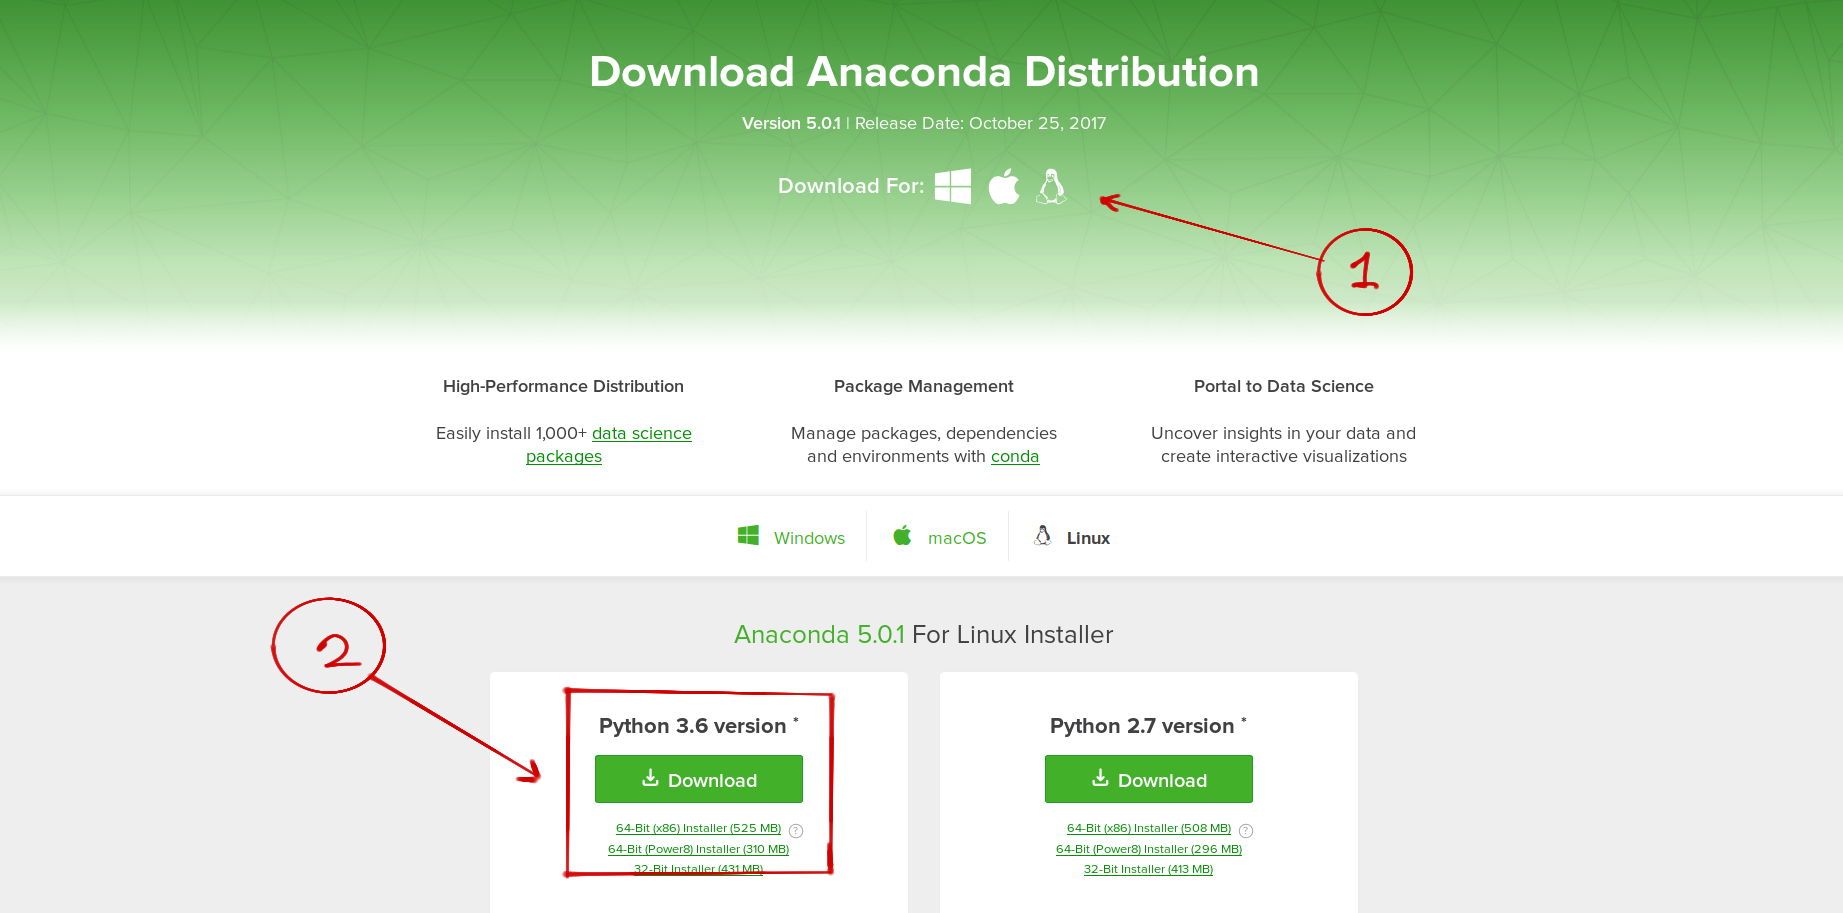 Download Anaconda Distribution
Version 5.0.1 | Release Date: October 25, 2017
Download For:
1
High-Performance Distribution
Easily install 1,000+ data science
packages
Package Management
Manage packages, dependencies
and environments with conda
Portal to Data Science
Uncover insights in your data and
create interactive visualizations
Windows
macOS
Linux
2
Anaconda 5.0.1 For Linux Installer
Python 3.6 version *
Download
64-Bit (x86) Installer (525 MB) ?
64-Bit (Power8) Installer (310 MB)
32-Bit Installer (431 MB)
Python 2.7 version *
Download
64-Bit (x86) Installer (508 MB) ?
64-Bit (Power8) Installer (296 MB)
32-Bit Installer (413 MB)